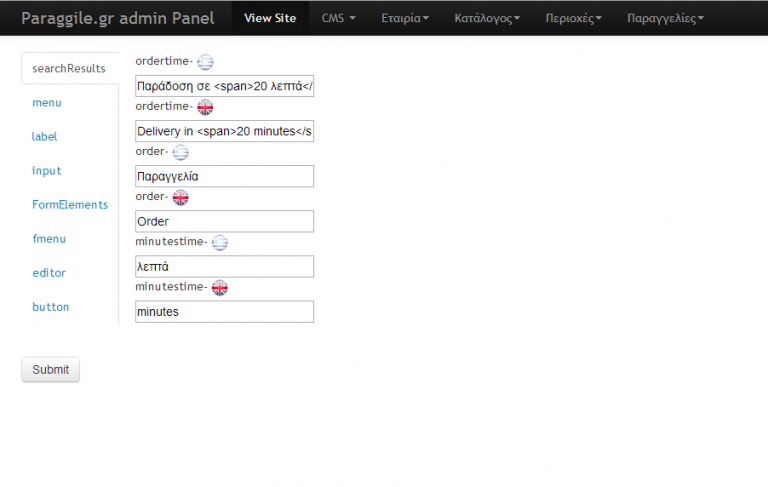 Paraggile.gr admin Panel View Site CMS Εταιρία Κατάλογος Περιοχές Παραγγελίες
searchResults
menu
label
input
FormElements
fmenu
editor
button
ordertime-
Παράδοση σε <span>20 λεπτά</
ordertime-
Delivery in <span>20 minutes</s
order-
Παραγγελία
order-
Order
minutestime-
λεπτά
minutestime-
minutes
Submit